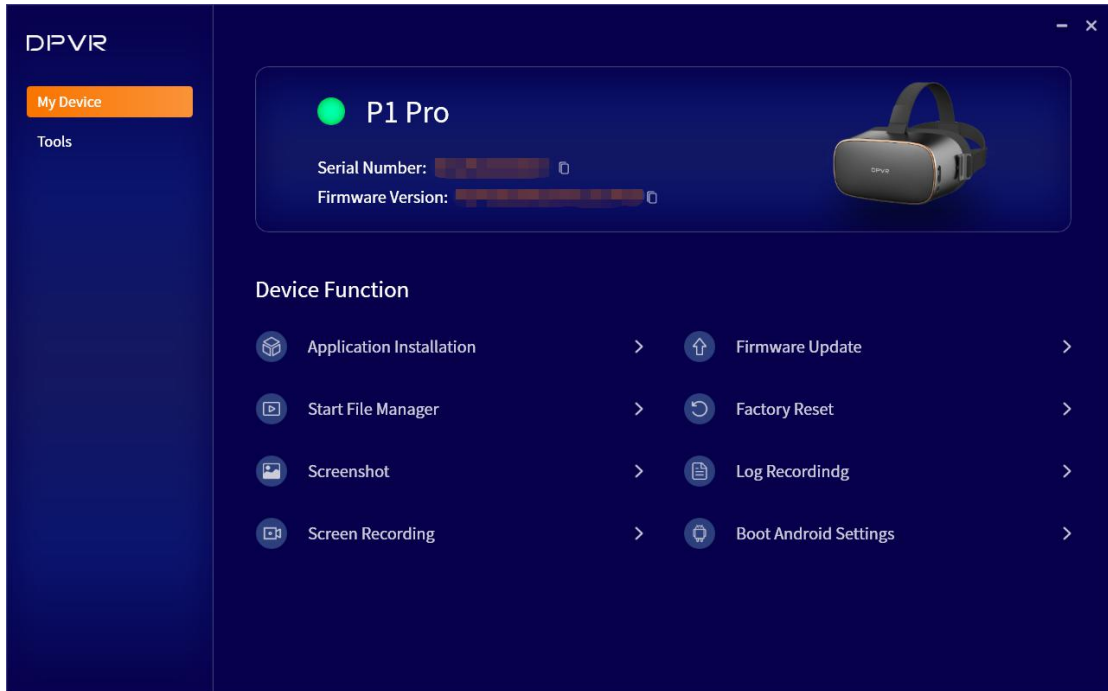 DPVR
My Device
Tools
P1 Pro
Serial Number:
Firmware Version:
DPVR
Device Function
Application Installation
Firmware Update
Start File Manager
Factory Reset
Screenshot
Log Recordindg
Screen Recording
Boot Android Settings